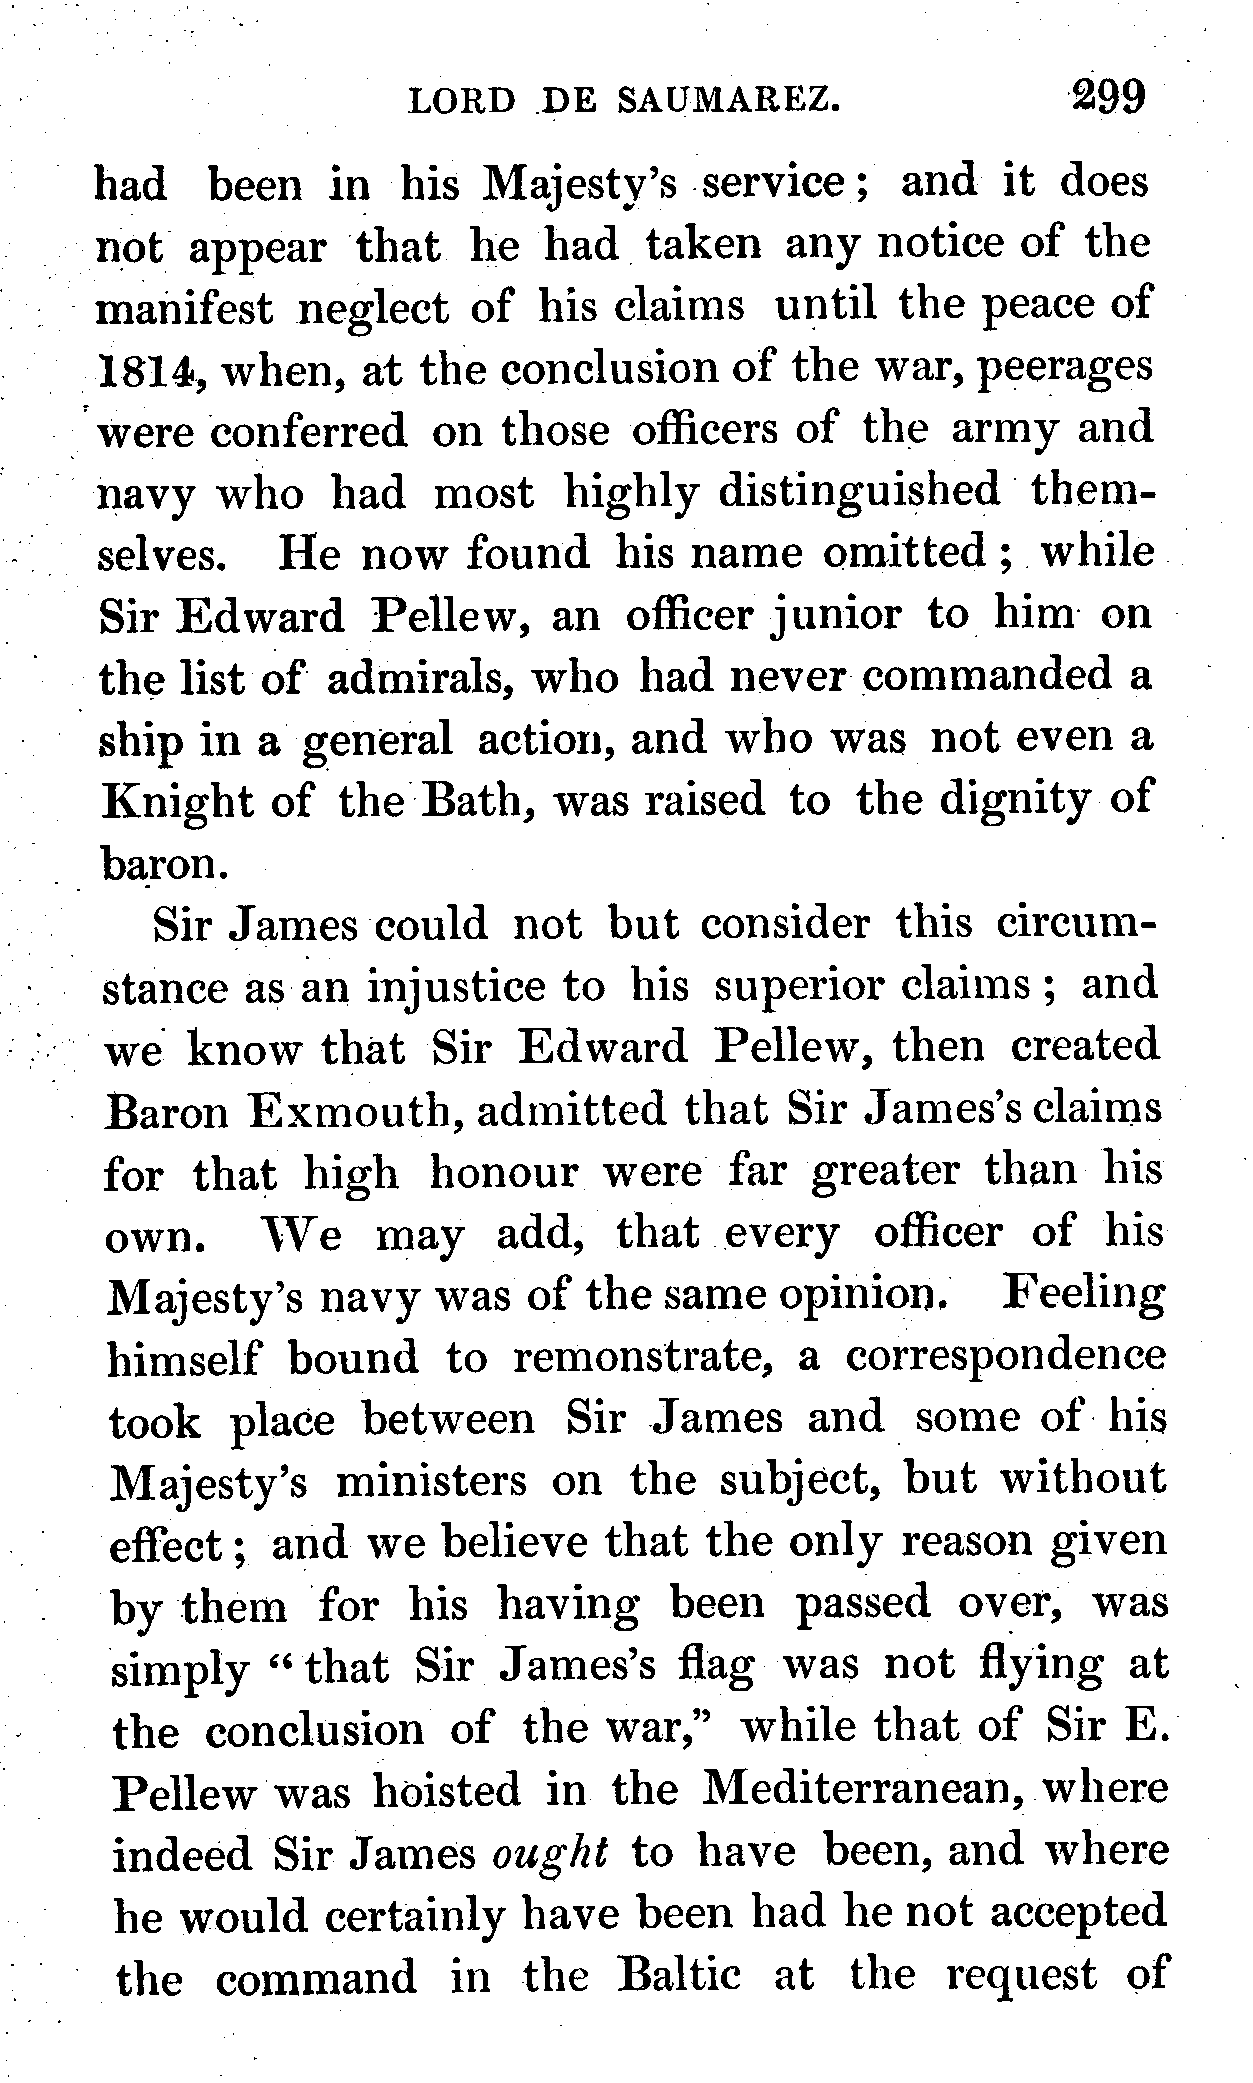 LORD DE SAUMAREZ. 299
had been in his Majesty's service; and it does
not appear that he had taken any notice of the
manifest neglect of his claims until the peace of
1814, when, at the conclusion of the war, peerages
were conferred on those officers of the army and
navy who had most highly distinguished them-
selves. He now found his name omitted; while
Sir Edward Pellew, an officer junior to him on
the list of admirals, who had never commanded a
ship in a general action, and who was not even a
Knight of the Bath, was raised to the dignity of
baron.
Sir James could not but consider this circum-
stance as an injustice to his superior claims; and
we know that Sir Edward Pellew, then created
Baron Exmouth, admitted that Sir James's claims
for that high honour were far greater than his
own. We may add, that every officer of his
Majesty's navy was of the same opinion. Feeling
himself bound to remonstrate, a correspondence
took place between Sir James and some of his
Majesty's ministers on the subject, but without
effect; and we believe that the only reason given
by them for his having been passed over, was
simply "that Sir James's flag was not flying at
the conclusion of the war," while that of Sir E.
Pellew was hoisted in the Mediterranean, where
indeed Sir James ought to have been, and where
he would certainly have been had he not accepted
the command in the Baltic at the request of